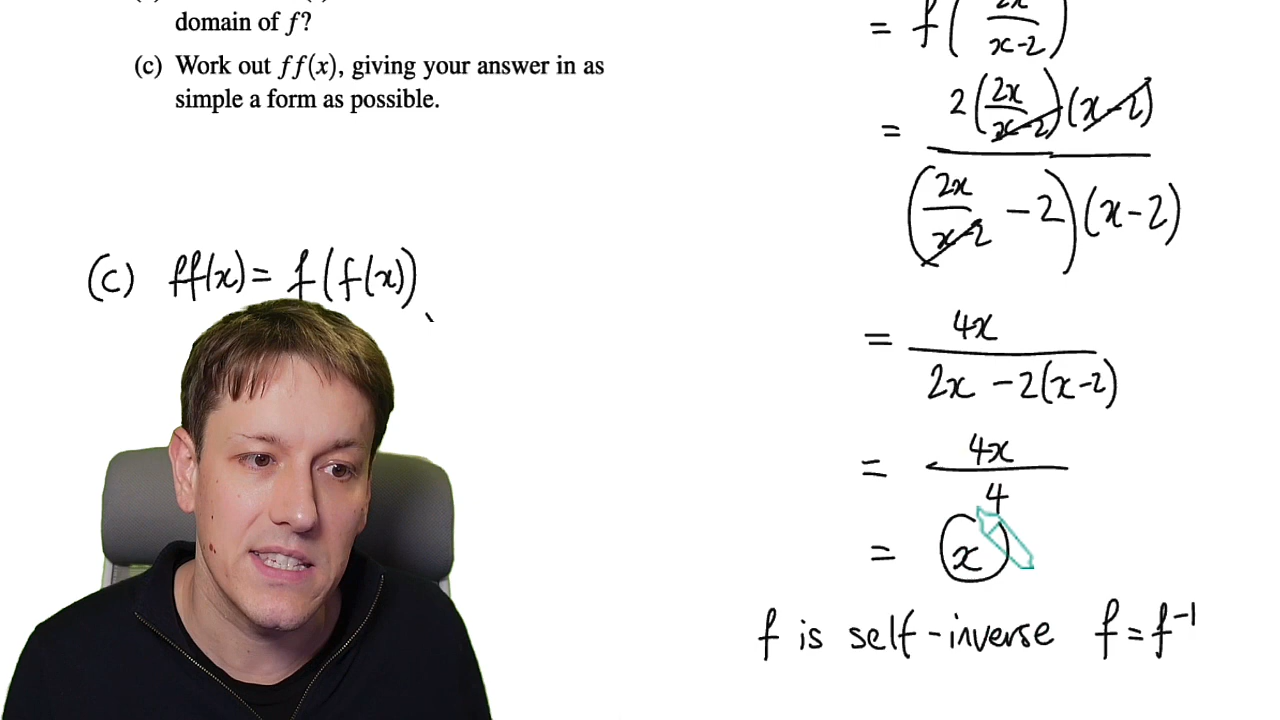 domain of f?
(c) Work out ff(x), giving your answer in as
simple a form as possible.
(c) ff(x) = f(f(x))
= f(2x/(x-2))
= 2(2x/(x-2))(x-2) / ((2x/(x-2) - 2)(x-2))
= 4x/(2x - 2(x-2))
= 4x/4
= x
f is self-inverse f = f⁻¹